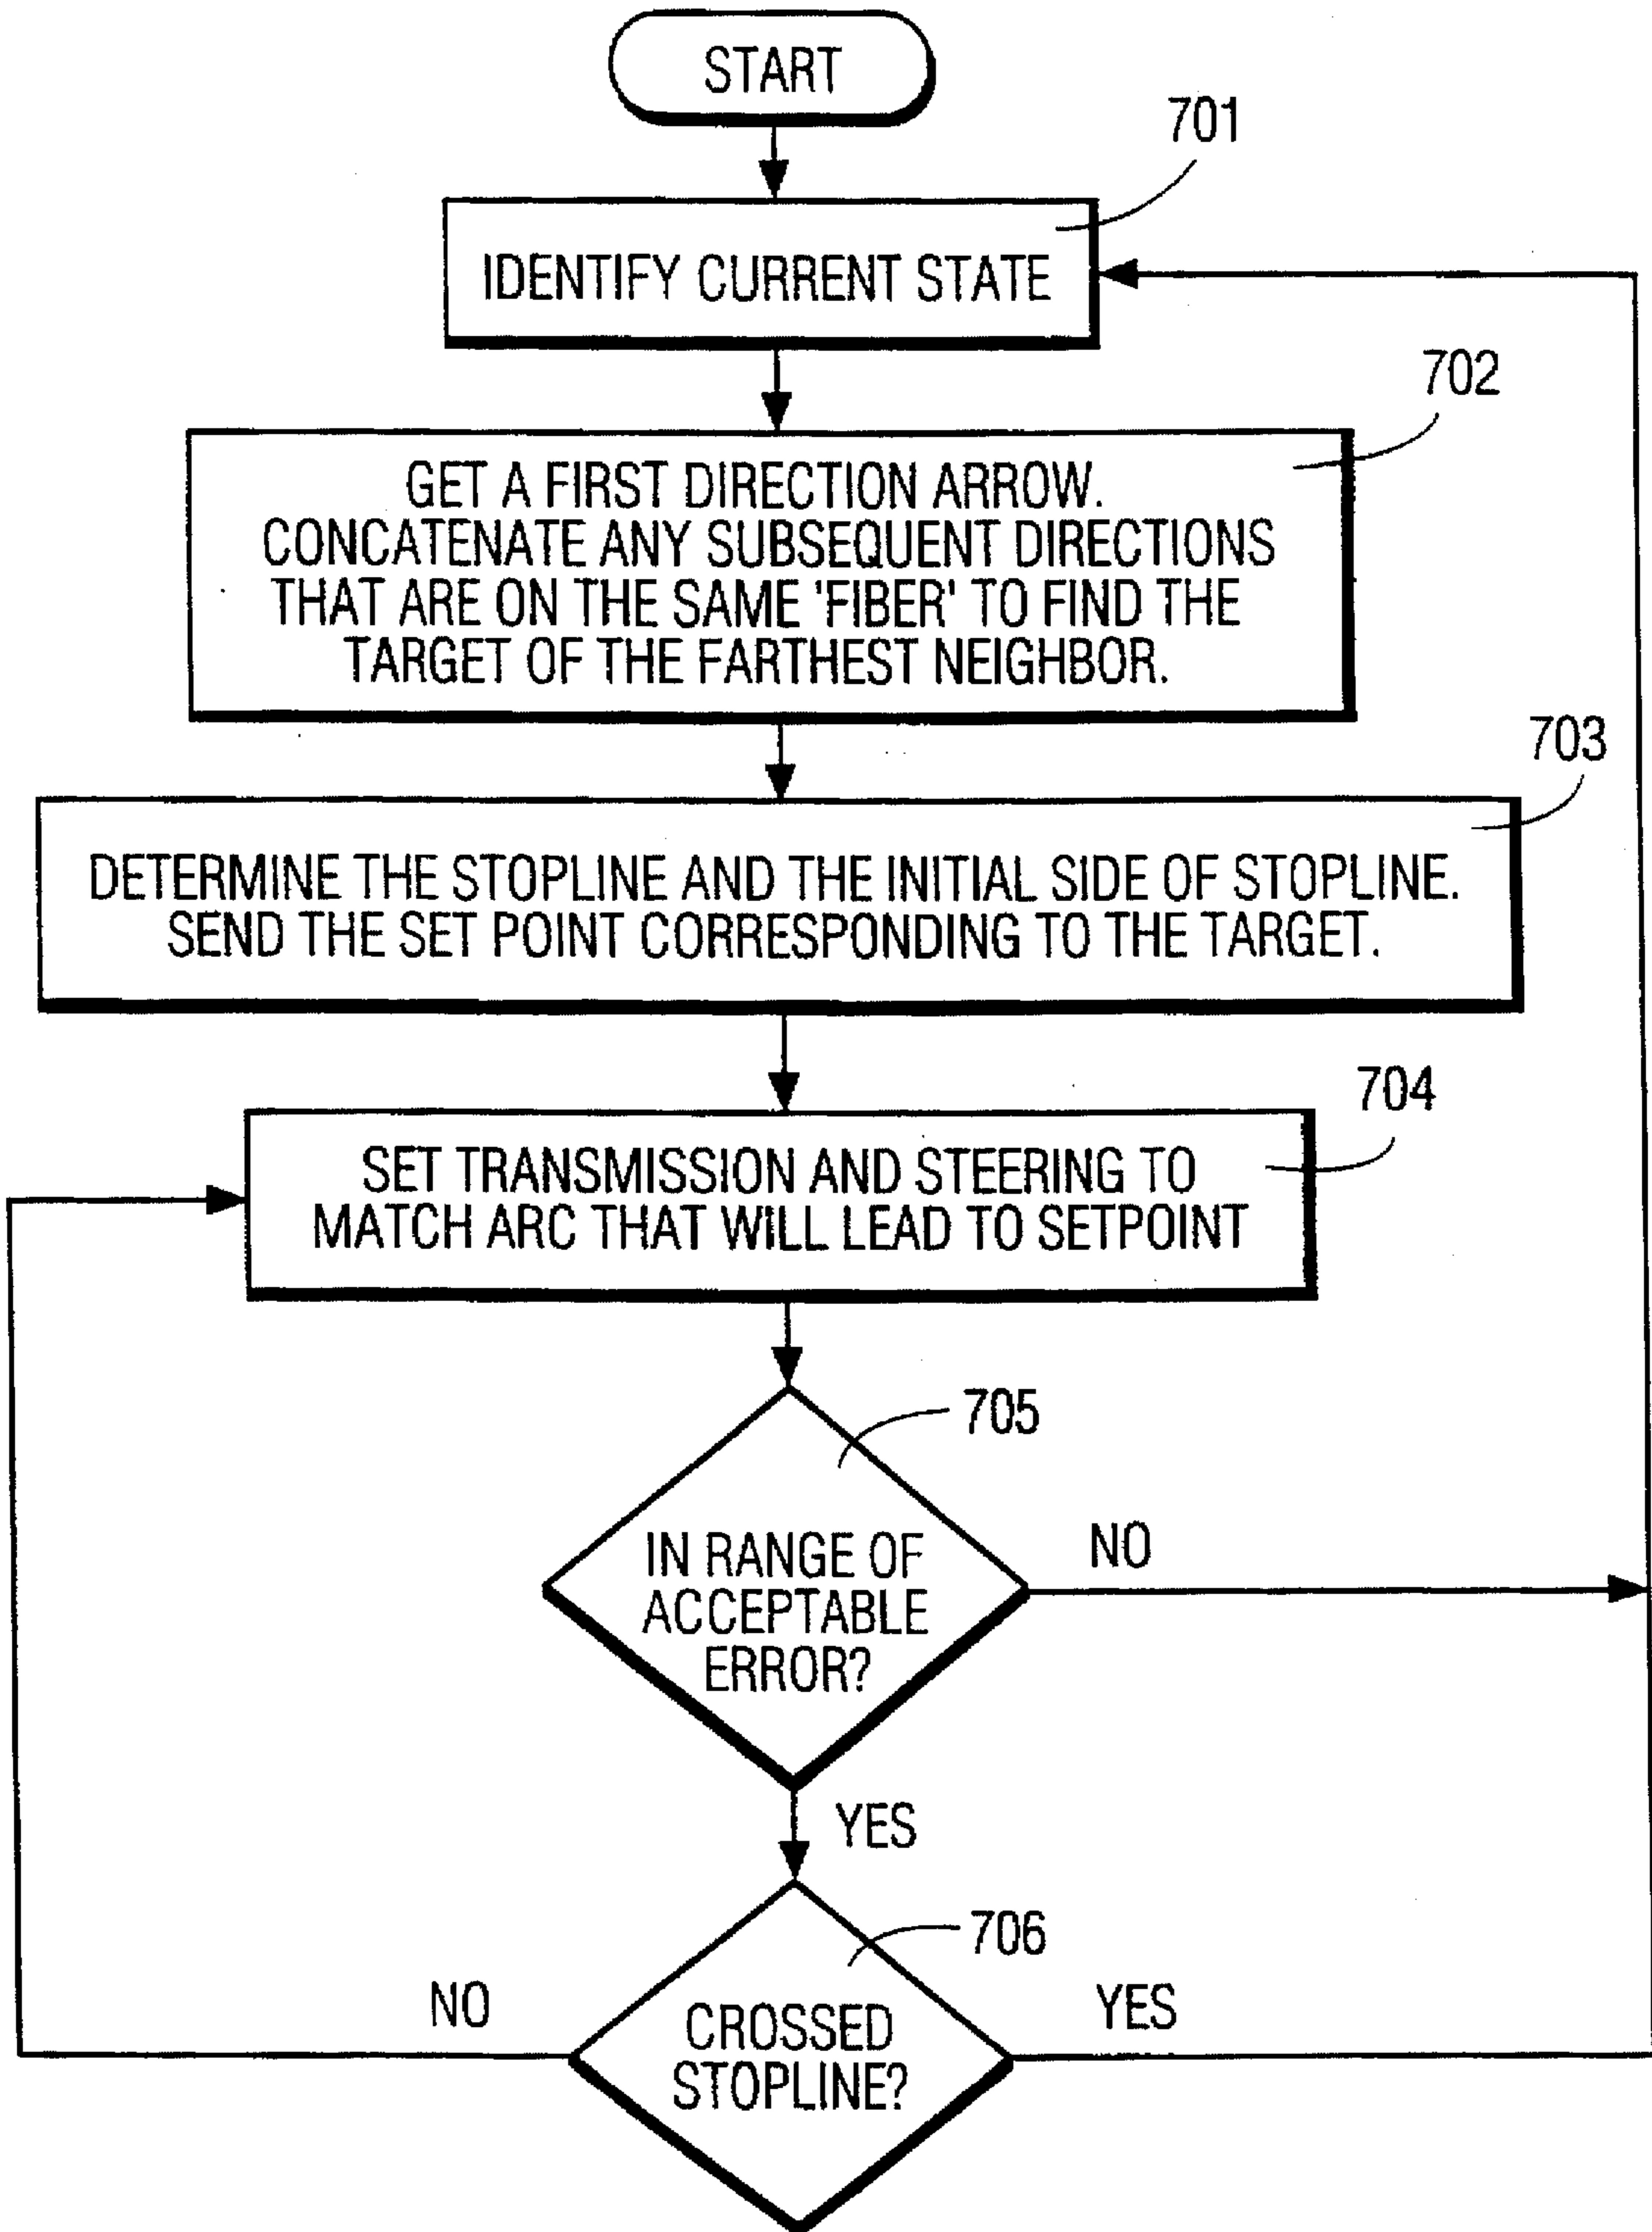 START
701
IDENTIFY CURRENT STATE
702
GET A FIRST DIRECTION ARROW.
CONCATENATE ANY SUBSEQUENT DIRECTIONS
THAT ARE ON THE SAME 'FIBER' TO FIND THE
TARGET OF THE FARTHEST NEIGHBOR.
703
DETERMINE THE STOPLINE AND THE INITIAL SIDE OF STOPLINE.
SEND THE SET POINT CORRESPONDING TO THE TARGET.
704
SET TRANSMISSION AND STEERING TO
MATCH ARC THAT WILL LEAD TO SETPOINT
705
IN RANGE OF
ACCEPTABLE
ERROR?
NO
YES
706
CROSSED
STOPLINE?
NO
YES